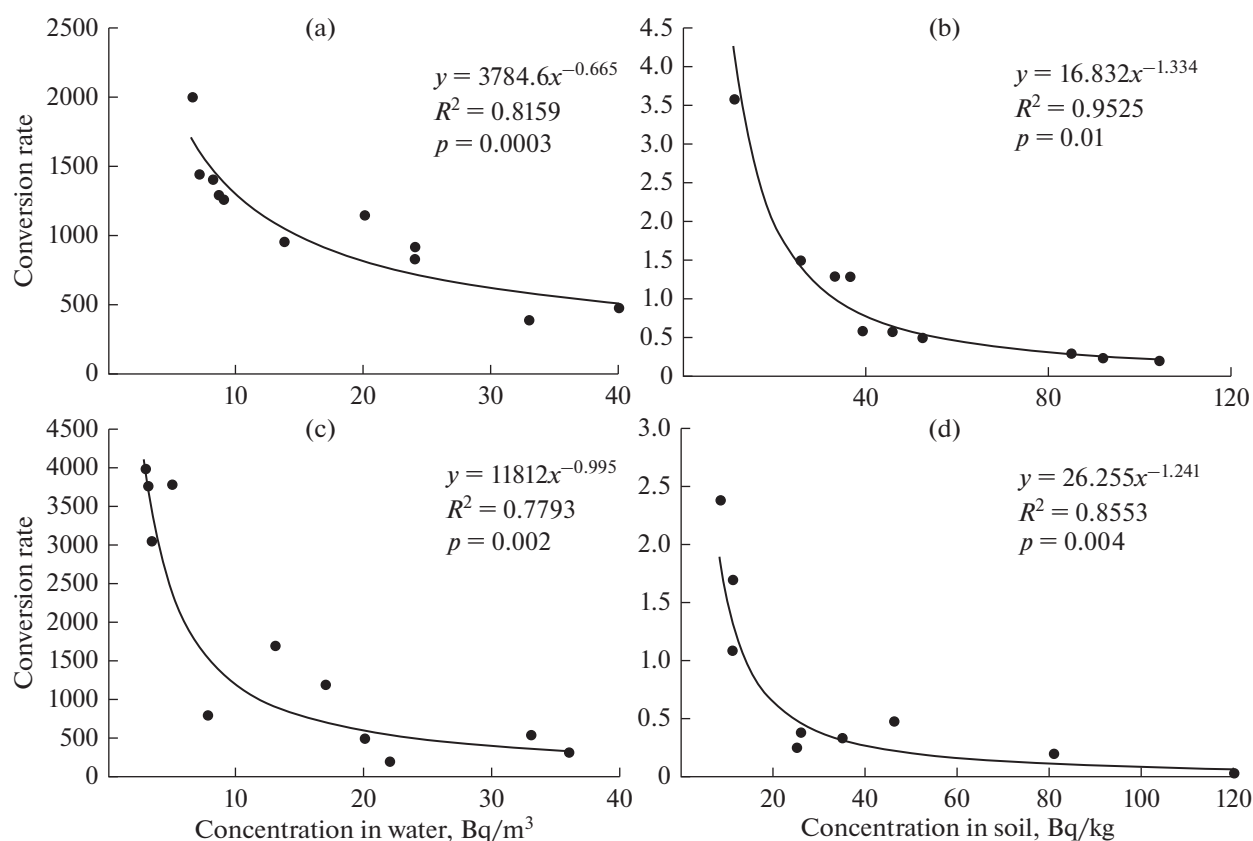 (a)
2500
2000
1500
1000
500
0
10
20
30
40
Conversion rate
y = 3784.6x^−0.665
R² = 0.8159
p = 0.0003
(b)
4.5
4.0
3.5
3.0
2.5
2.0
1.5
1.0
0.5
0
40
80
120
y = 16.832x^−1.334
R² = 0.9525
p = 0.01
(c)
4500
4000
3500
3000
2500
2000
1500
1000
500
0
10
20
30
40
Conversion rate
Concentration in water, Bq/m³
y = 11812x^−0.995
R² = 0.7793
p = 0.002
(d)
3.0
2.5
2.0
1.5
1.0
0.5
0
20
40
60
80
100
120
Concentration in soil, Bq/kg
y = 26.255x^−1.241
R² = 0.8553
p = 0.004